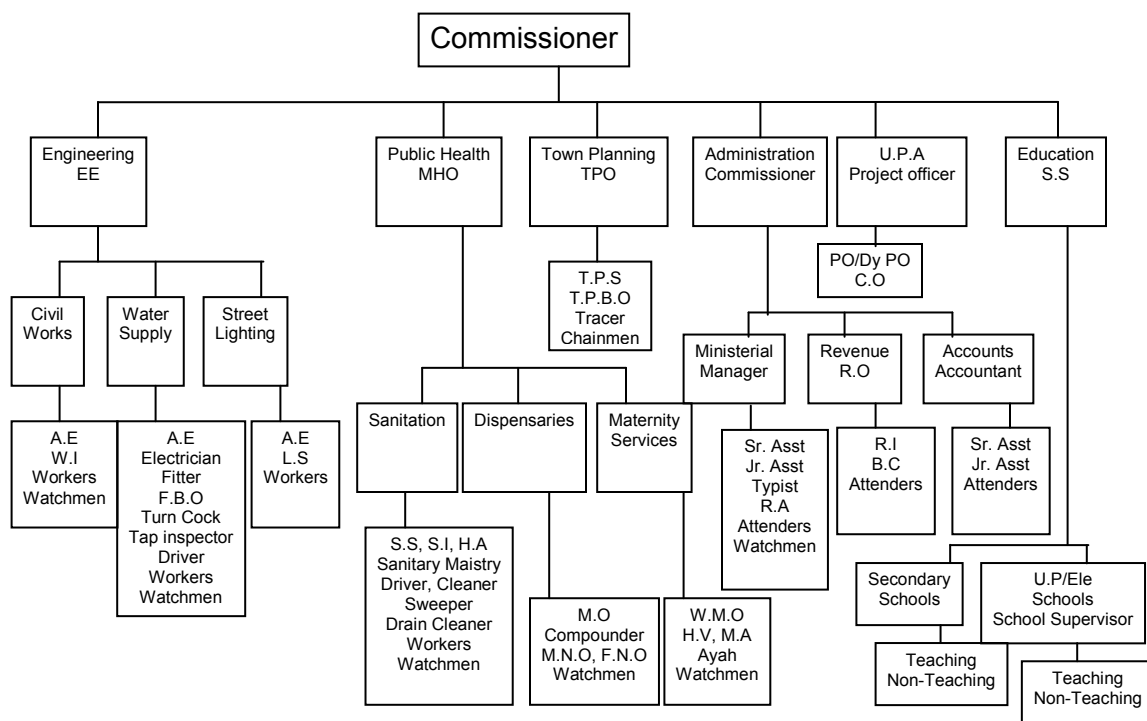 Commissioner
Engineering
EE
Public Health
MHO
Town Planning
TPO
Administration
Commissioner
U.P.A
Project officer
Education
S.S
PO/Dy PO
C.O
T.P.S
T.P.B.O
Tracer
Chainmen
Civil
Works
Water
Supply
Street
Lighting
Ministerial
Manager
Revenue
R.O
Accounts
Accountant
Sanitation
Dispensaries
Maternity
Services
A.E
W.I
Workers
Watchmen
A.E
Electrician
Fitter
F.B.O
Turn Cock
Tap inspector
Driver
Workers
Watchmen
A.E
L.S
Workers
Sr. Asst
Jr. Asst
Typist
R.A
Attenders
Watchmen
R.I
B.C
Attenders
Sr. Asst
Jr. Asst
Attenders
S.S, S.I, H.A
Sanitary Maistry
Driver, Cleaner
Sweeper
Drain Cleaner
Workers
Watchmen
M.O
Compounder
M.N.O, F.N.O
Watchmen
W.M.O
H.V, M.A
Ayah
Watchmen
Secondary
Schools
U.P/Ele
Schools
School Supervisor
Teaching
Non-Teaching
Teaching
Non-Teaching